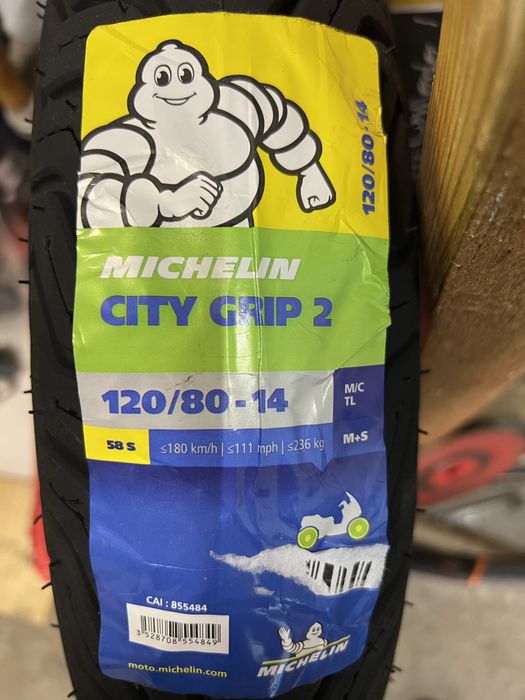 120/80-14
MICHELIN
CITY GRIP 2
120/80-14
M/C
TL
58 S
≤180 km/h | ≤111 mph | ≤236 kg
M+S
CAI : 855484
3 528708 554849
moto.michelin.com
MICHELIN